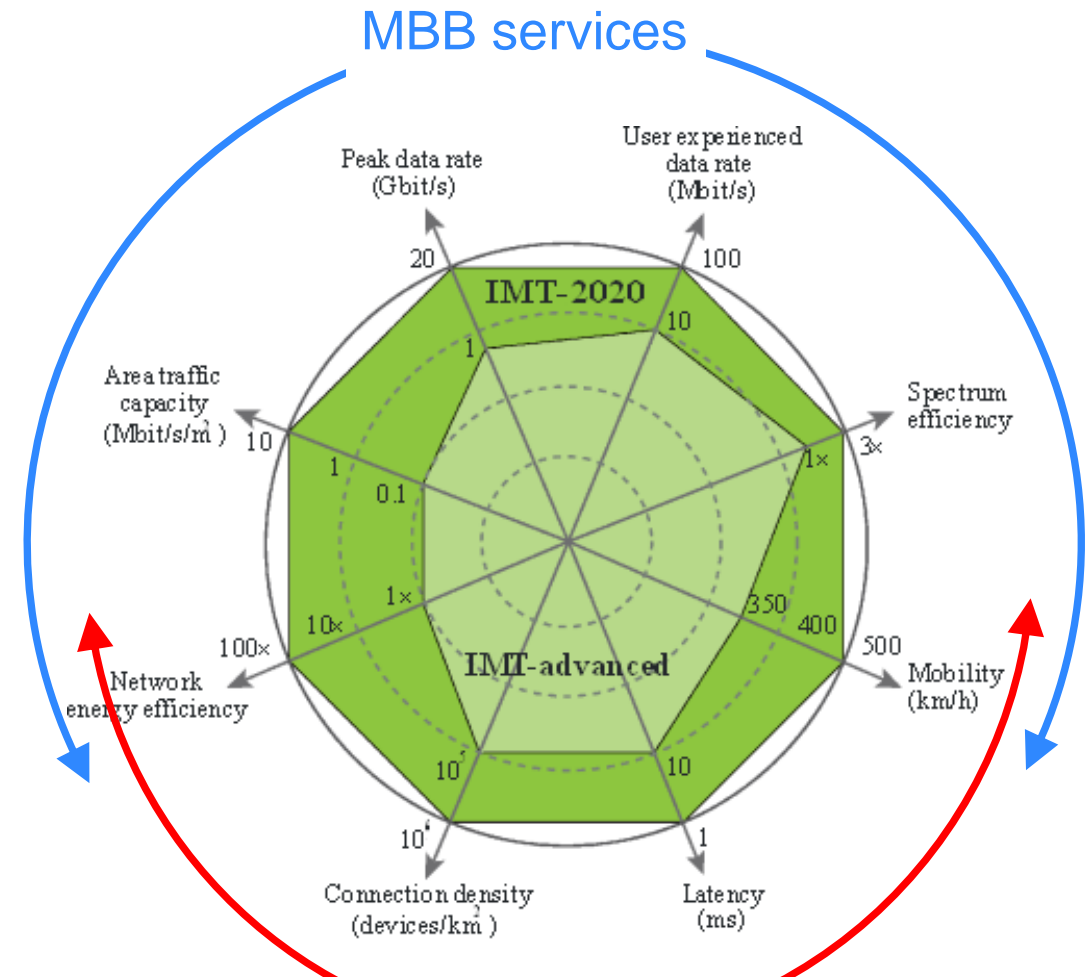 MBB services
User experienced
data rate
(Mbit/s)
Peak data rate
(Gbit/s)
20
100
IMT-2020
10
1
Area traffic
capacity
(Mbit/s/m²)
10
1
0.1
Spectrum
efficiency
1×
3×
1×
10×
100×
Network
energy efficiency
350
400
500
Mobility
(km/h)
IMT-advanced
10⁵
10
10⁶
1
Connection density
(devices/km²)
Latency
(ms)